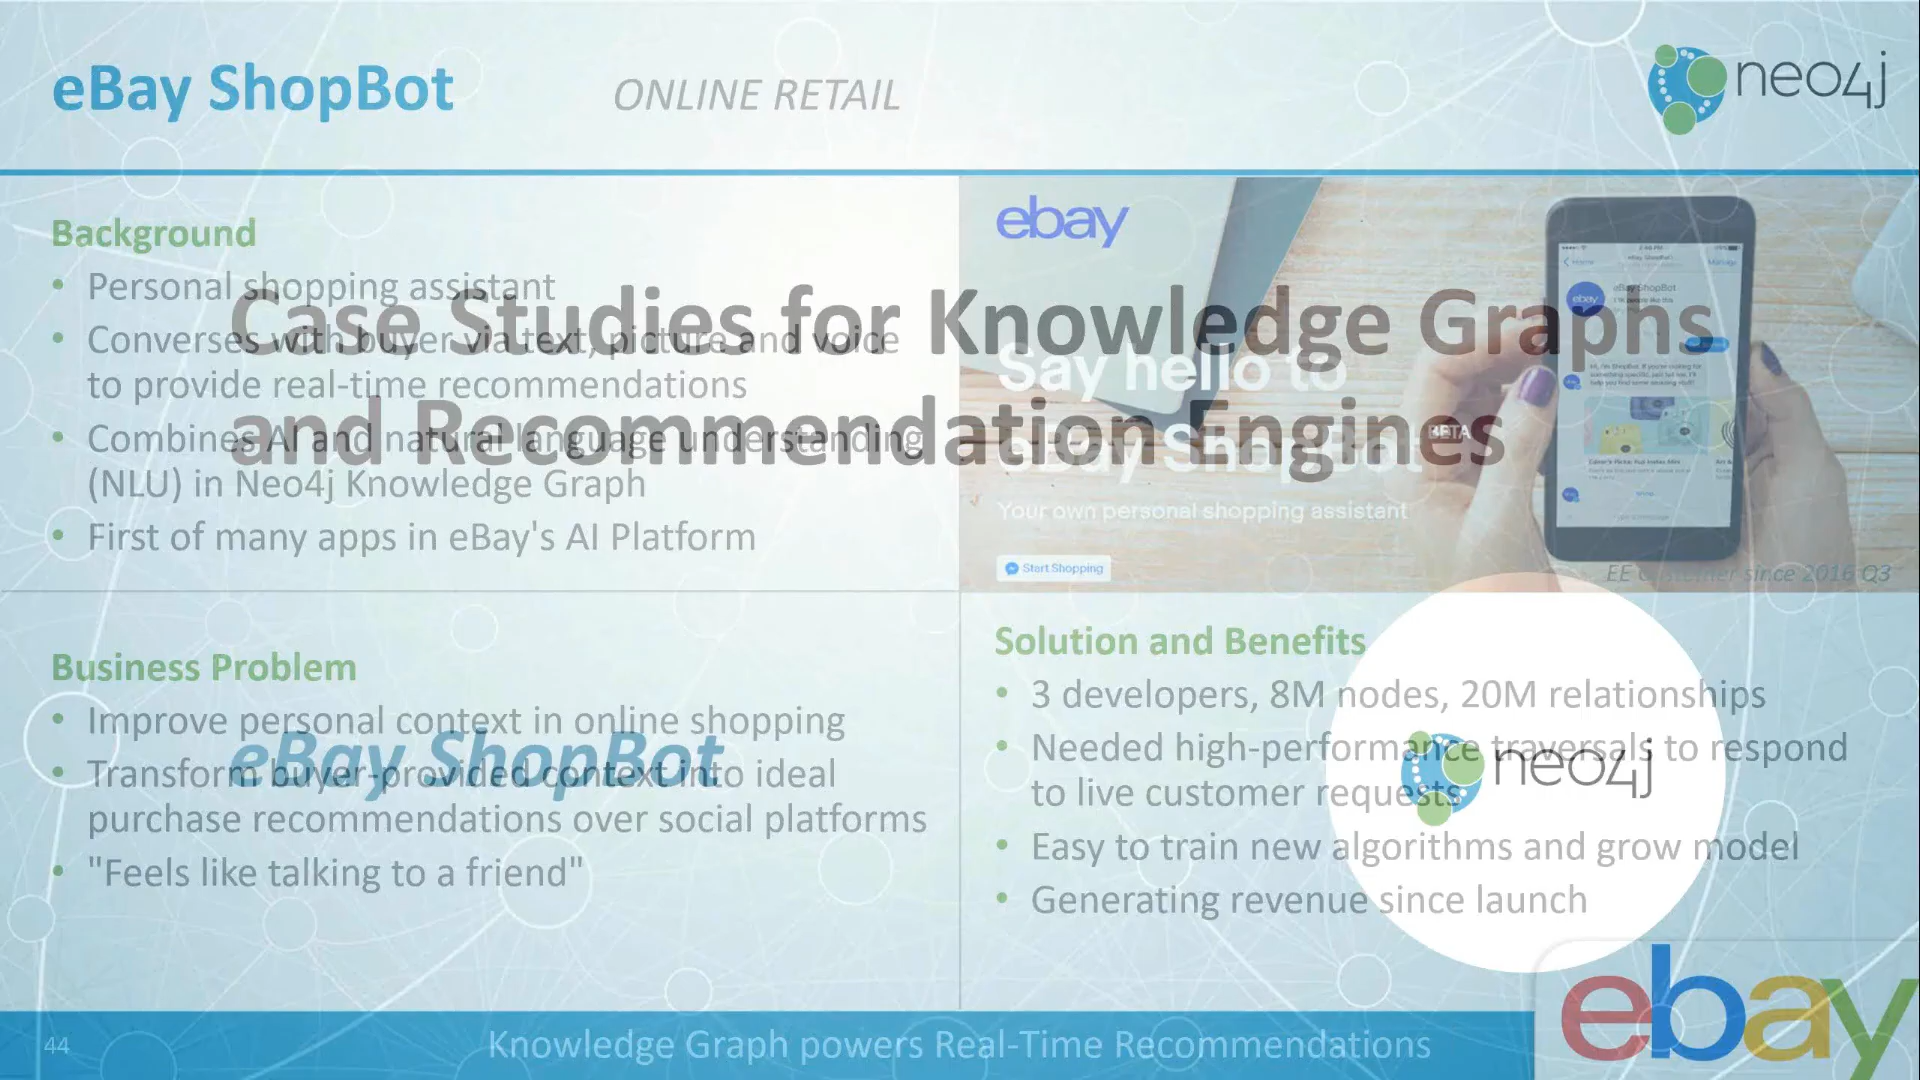 eBay ShopBot
ONLINE RETAIL
neo4j
Background
• Personal shopping assistant
• Converses with buyer via text, picture and voice
to provide real-time recommendations
• Combines AI and natural language understanding
(NLU) in Neo4j Knowledge Graph
• First of many apps in eBay's AI Platform
Case Studies for Knowledge Graphs
and Recommendation Engines
ebay
Say hello to
eBay ShopBot
BETA
Your own personal shopping assistant
Start Shopping
Home
Manage
eBay ShopBot
ebay
EE Customer since 2016 Q3
Business Problem
• Improve personal context in online shopping
• Transform buyer-provided context into ideal
purchase recommendations over social platforms
• "Feels like talking to a friend"
eBay ShopBot
Solution and Benefits
• 3 developers, 8M nodes, 20M relationships
• Needed high-performance traversals to respond
to live customer requests
• Easy to train new algorithms and grow model
• Generating revenue since launch
neo4j
44
Knowledge Graph powers Real-Time Recommendations
ebay